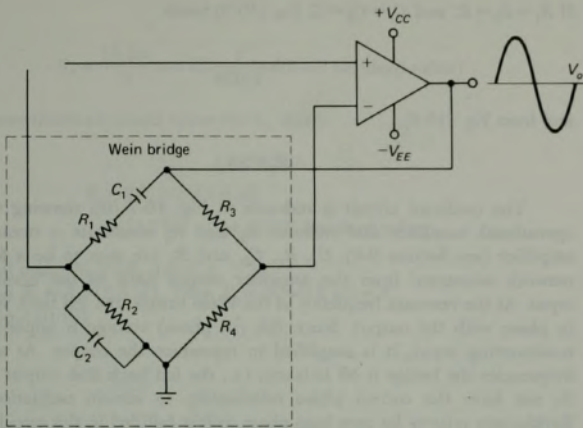 +V_CC
+
−
V_o
−V_EE
Wein bridge
C_1
R_1
R_3
R_2
R_4
C_2